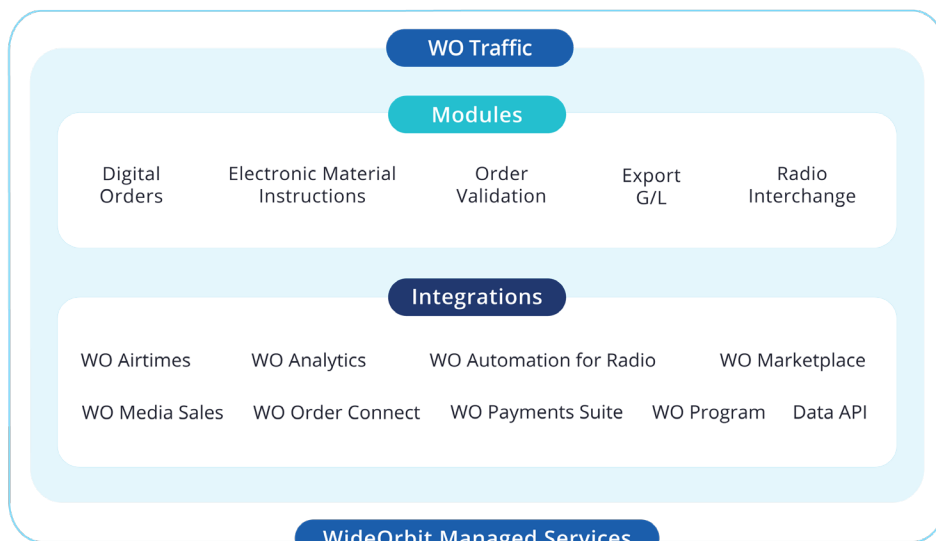 WO Traffic
Modules
Digital
Orders
Electronic Material
Instructions
Order
Validation
Export
G/L
Radio
Interchange
Integrations
WO Airtimes
WO Analytics
WO Automation for Radio
WO Marketplace
WO Media Sales
WO Order Connect
WO Payments Suite
WO Program
Data API
WideOrbit Managed Services